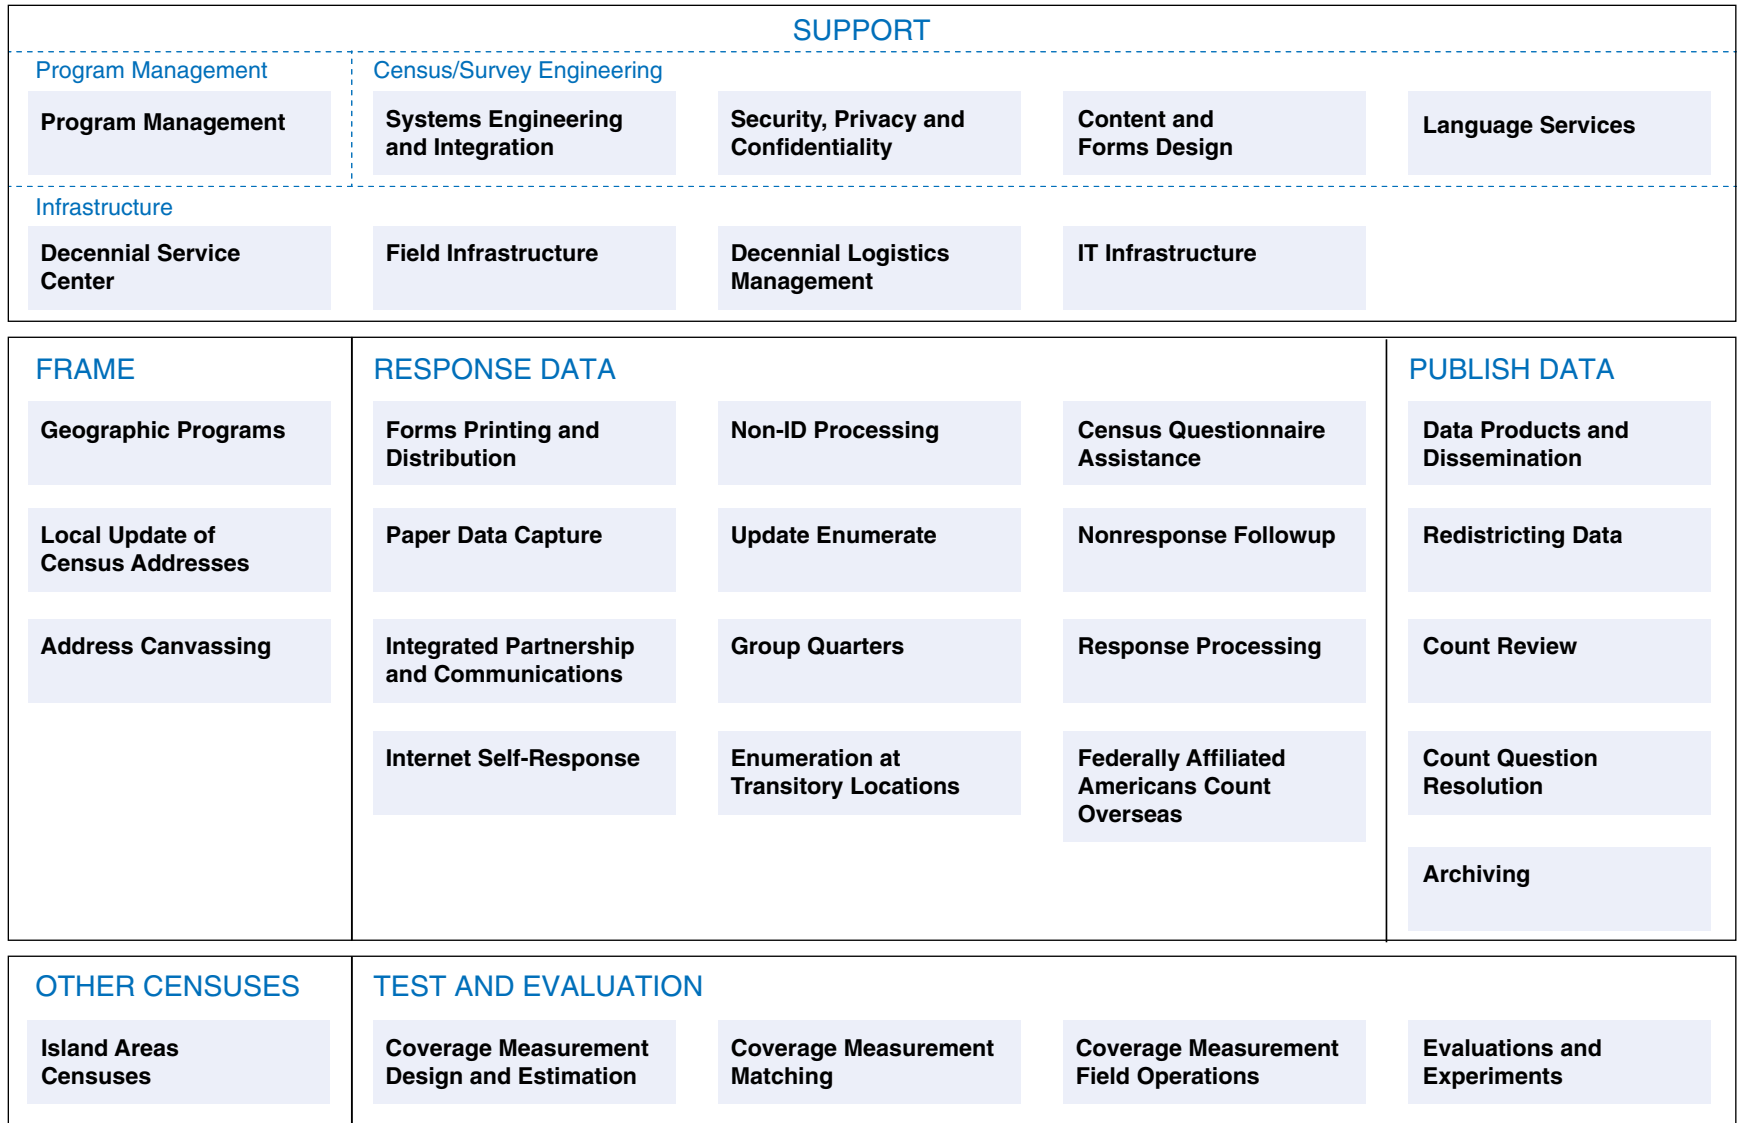 SUPPORT
Program Management
Program Management
Census/Survey Engineering
Systems Engineering
and Integration
Security, Privacy and
Confidentiality
Content and
Forms Design
Language Services
Infrastructure
Decennial Service
Center
Field Infrastructure
Decennial Logistics
Management
IT Infrastructure
FRAME
Geographic Programs
Local Update of
Census Addresses
Address Canvassing
RESPONSE DATA
Forms Printing and
Distribution
Paper Data Capture
Integrated Partnership
and Communications
Internet Self-Response
Non-ID Processing
Update Enumerate
Group Quarters
Enumeration at
Transitory Locations
Census Questionnaire
Assistance
Nonresponse Followup
Response Processing
Federally Affiliated
Americans Count
Overseas
PUBLISH DATA
Data Products and
Dissemination
Redistricting Data
Count Review
Count Question
Resolution
Archiving
OTHER CENSUSES
Island Areas
Censuses
TEST AND EVALUATION
Coverage Measurement
Design and Estimation
Coverage Measurement
Matching
Coverage Measurement
Field Operations
Evaluations and
Experiments